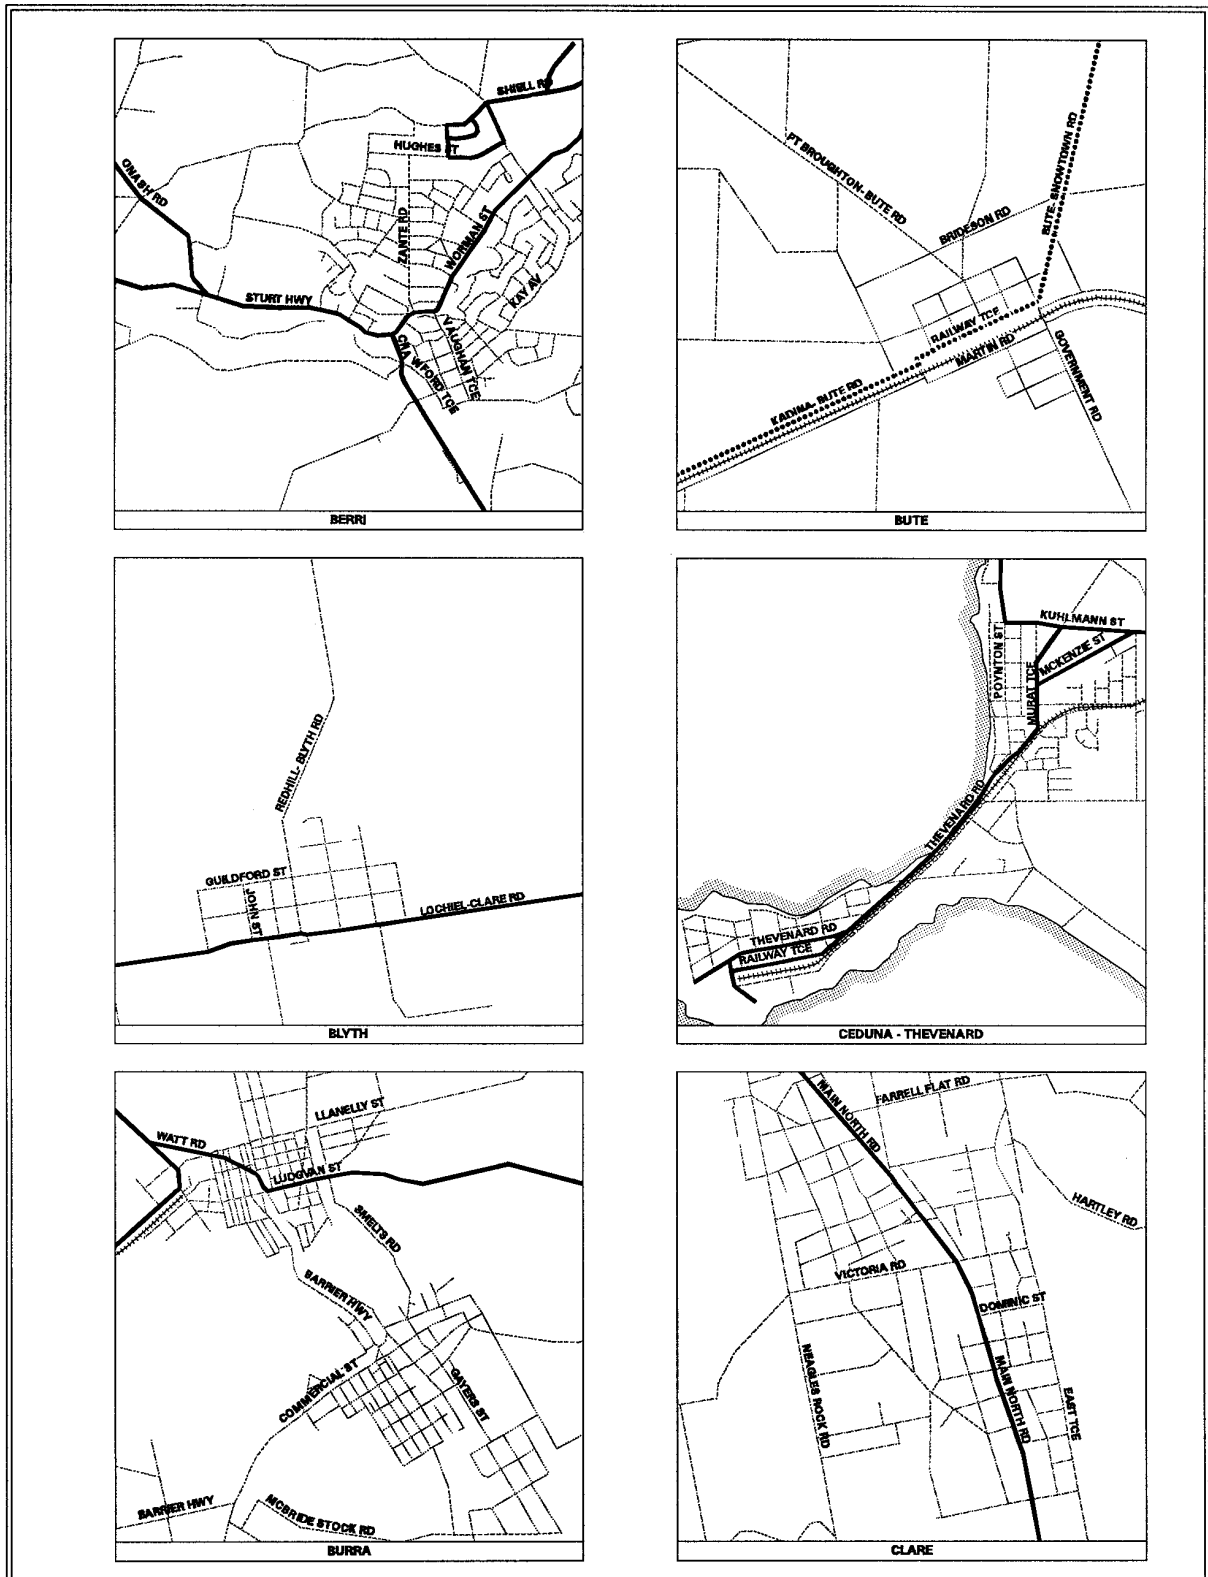 SHIELL RD
HUGHES ST
GNASH RD
ZANTE RD
WORMAN ST
KAY AV
STURT HWY
VAUGHAN TCE
CRAWFORD TCE
BERRI
PT BROUGHTON-BUTE RD
BUTE-SNOWTOWN RD
BRIDESON RD
RAILWAY TCE
MARTIN RD
GOVERNMENT RD
KADINA-BUTE RD
BUTE
REDHILL-BLYTH RD
GUILDFORD ST
JOHN ST
LOCHIEL-CLARE RD
BLYTH
KUHLMANN ST
POYNTON ST
MCKENZIE ST
MURAT TCE
THEVENARD RD
THEVENARD RD
RAILWAY TCE
CEDUNA - THEVENARD
LLANELLY ST
WATT RD
LUDGVAN ST
SMELTS RD
BARRIER HWY
COMMERCIAL ST
GAYERS ST
BARRIER HWY
MCBRIDE STOCK RD
BURRA
MAIN NORTH RD
FARRELL FLAT RD
HARTLEY RD
VICTORIA RD
DOMINIC ST
NEAGLES ROCK RD
MAIN NORTH RD
EAST TCE
CLARE